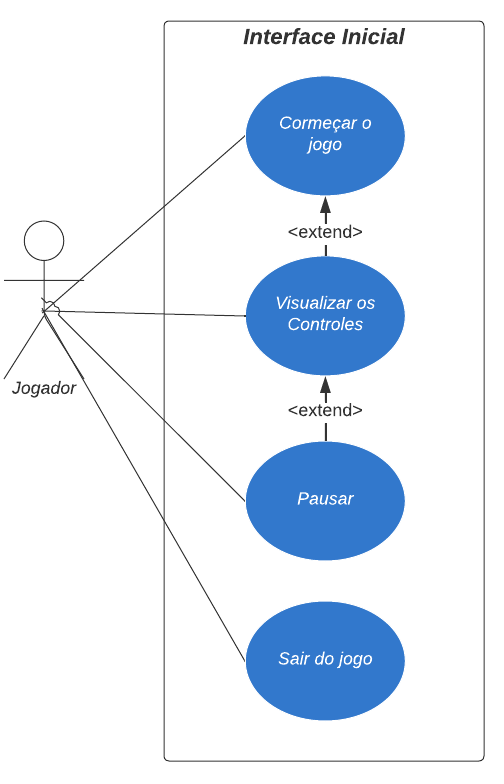 Interface Inicial
Cormeçar o
jogo
<extend>
Visualizar os
Controles
Jogador
<extend>
Pausar
Sair do jogo